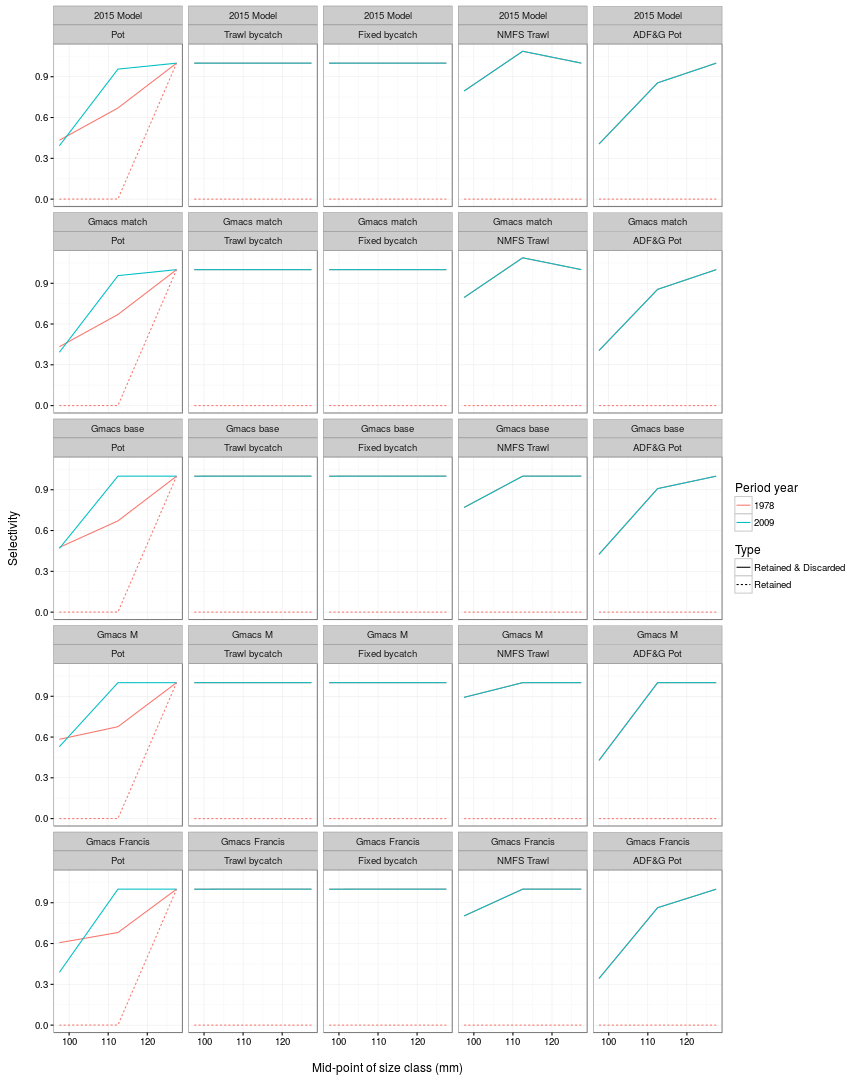 2015 Model 2015 Model 2015 Model 2015 Model 2015 Model
Pot Trawl bycatch Fixed bycatch NMFS Trawl ADF&G Pot
0.9
0.6
0.3
0.0
Gmacs match Gmacs match Gmacs match Gmacs match Gmacs match
Pot Trawl bycatch Fixed bycatch NMFS Trawl ADF&G Pot
0.9
0.6
0.3
0.0
Gmacs base Gmacs base Gmacs base Gmacs base Gmacs base
Pot Trawl bycatch Fixed bycatch NMFS Trawl ADF&G Pot
0.9
0.6
0.3
0.0
Gmacs M Gmacs M Gmacs M Gmacs M Gmacs M
Pot Trawl bycatch Fixed bycatch NMFS Trawl ADF&G Pot
0.9
0.6
0.3
0.0
Gmacs Francis Gmacs Francis Gmacs Francis Gmacs Francis Gmacs Francis
Pot Trawl bycatch Fixed bycatch NMFS Trawl ADF&G Pot
0.9
0.6
0.3
0.0
100 110 120 100 110 120 100 110 120 100 110 120 100 110 120
Mid-point of size class (mm)
Selectivity
Period year
1978
2009
Type
Retained & Discarded
Retained